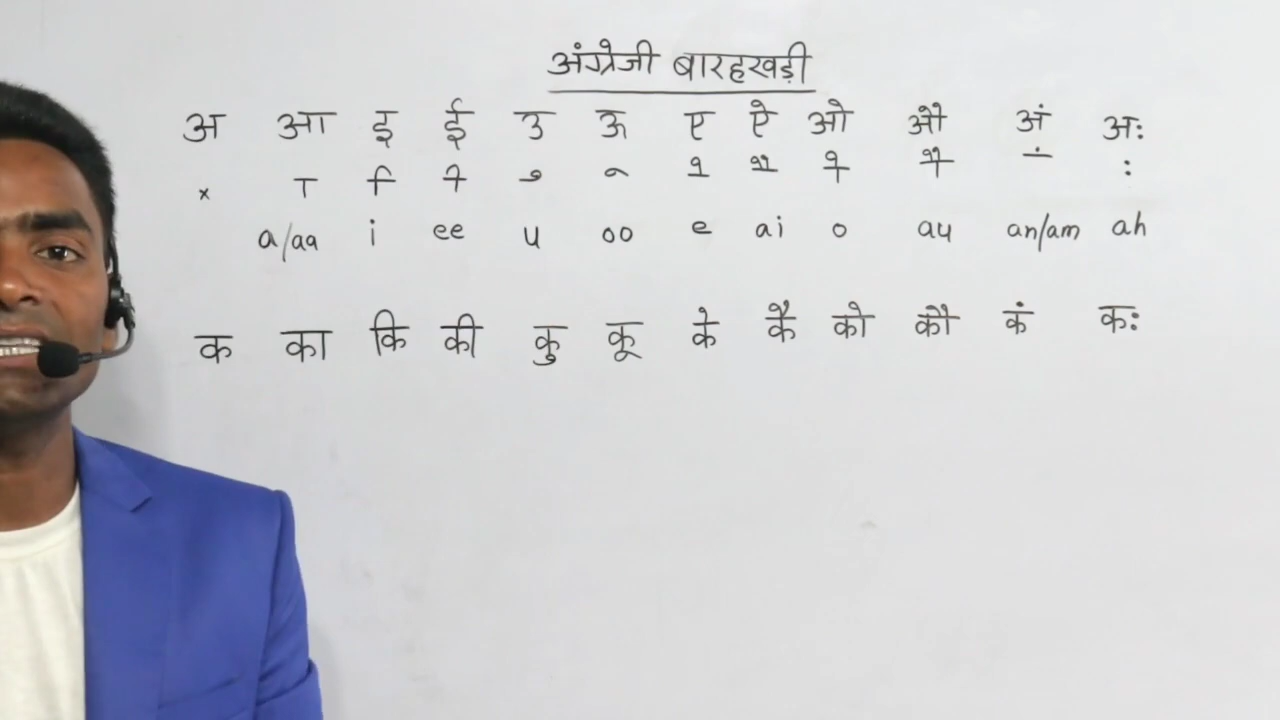 अंग्रेजी बारहखड़ी
अ आ इ ई उ ऊ ए ऐ ओ औ अं अः
× ा ि ी ु ू े ै ो ौ ं ः
a/aa i ee u oo e ai o au an/am ah
क का कि की कु कू के कै को कौ कं कः